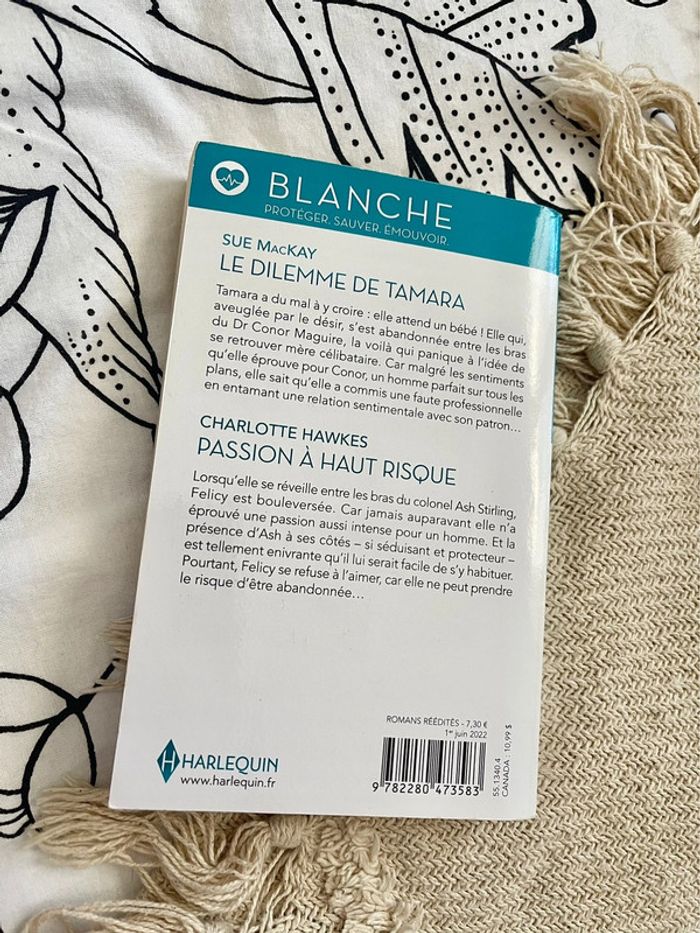 BLANCHE
PROTÉGER. SAUVER. ÉMOUVOIR.
SUE MACKAY
LE DILEMME DE TAMARA
Tamara a du mal à y croire : elle attend un bébé ! Elle qui,
aveuglée par le désir, s'est abandonnée entre les bras
du Dr Conor Maguire, la voilà qui panique à l'idée de
se retrouver mère célibataire. Car malgré les sentiments
qu'elle éprouve pour Conor, un homme parfait sur tous les
plans, elle sait qu'elle a commis une faute professionnelle
en entamant une relation sentimentale avec son patron…
CHARLOTTE HAWKES
PASSION À HAUT RISQUE
Lorsqu'elle se réveille entre les bras du colonel Ash Stirling,
Felicy est bouleversée. Car jamais auparavant elle n'a
éprouvé une passion aussi intense pour un homme. Et la
présence d'Ash à ses côtés – si séduisant et protecteur –
est tellement enivrante qu'il lui serait facile de s'y habituer.
Pourtant, Felicy se refuse à l'aimer, car elle ne peut prendre
le risque d'être abandonnée…
ROMANS RÉÉDITÉS - 7,30 €
1er juin 2022
55.1340.4
CANADA : 10,99 $
9 782280 473583
H HARLEQUIN
www.harlequin.fr